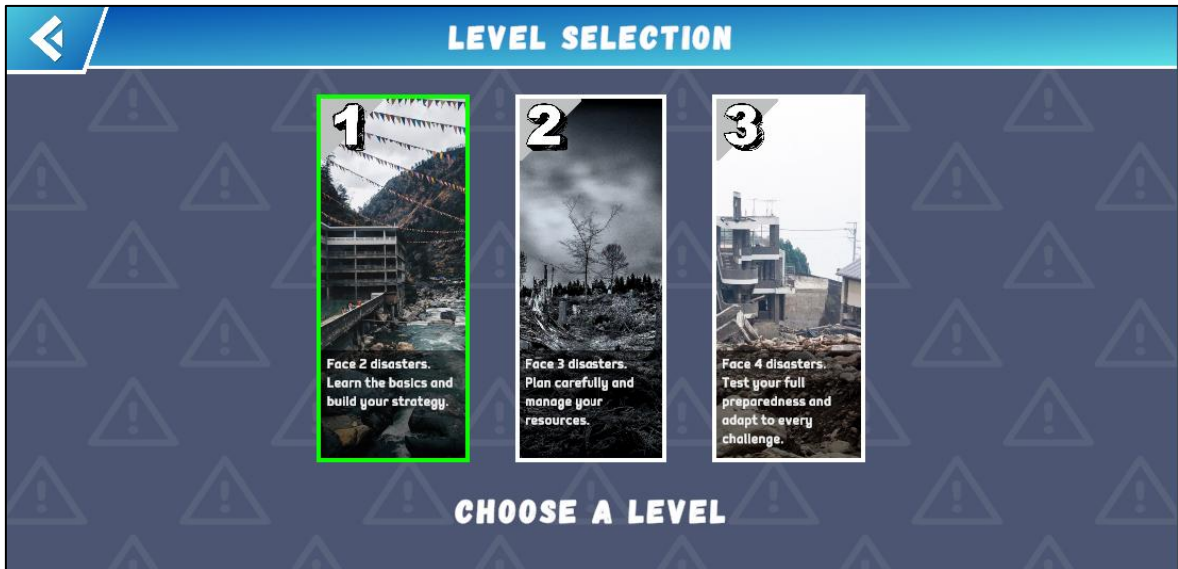 LEVEL SELECTION
1
2
3
Face 2 disasters.
Learn the basics and
build your strategy.
Face 3 disasters.
Plan carefully and
manage your
resources.
Face 4 disasters.
Test your full
preparedness and
adapt to every
challenge.
CHOOSE A LEVEL